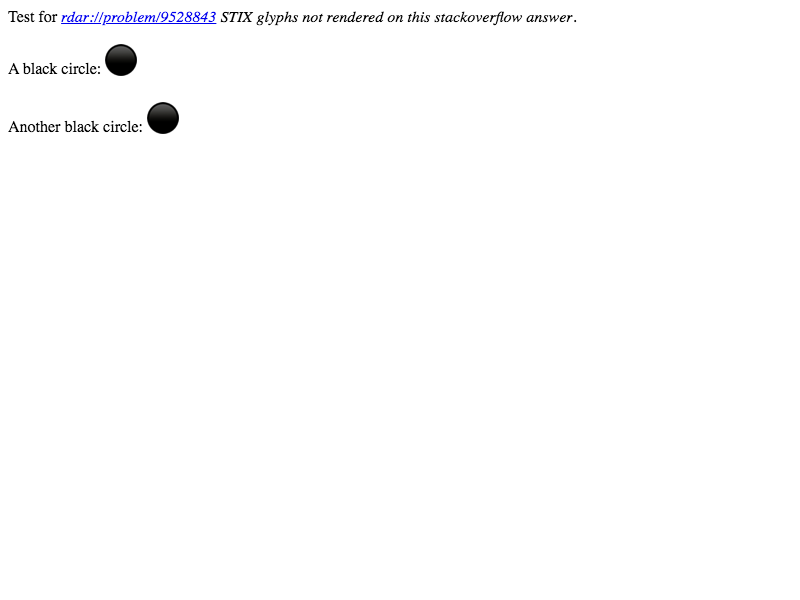 Test for rdar://problem/9528843 STIX glyphs not rendered on this stackoverflow answer.
A black circle: ⚫
Another black circle: ⚫